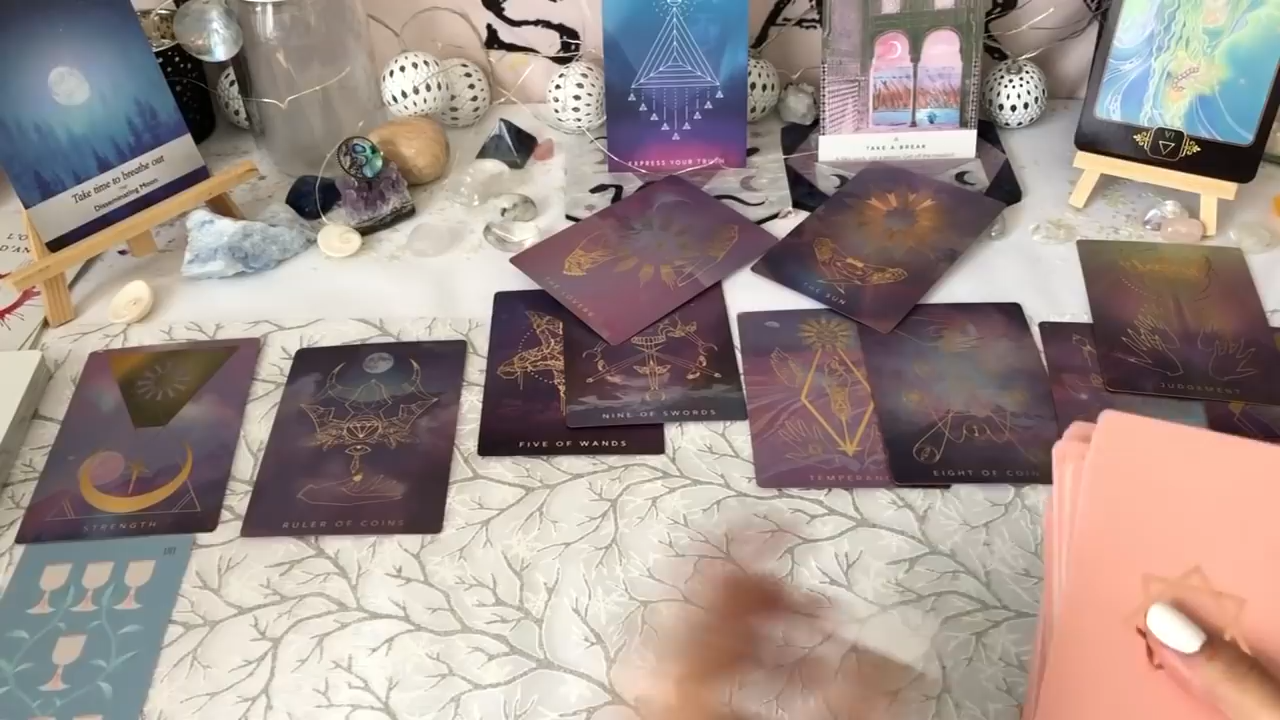 Take time to breathe out
Disseminating Moon
EXPRESS YOUR TRUTH
TAKE A BREAK
VI
THE LOVERS
THE SUN
JUDGEMENT
NINE OF SWORDS
FIVE OF WANDS
TEMPERAN
EIGHT OF COIN
STRENGTH
RULER OF COINS